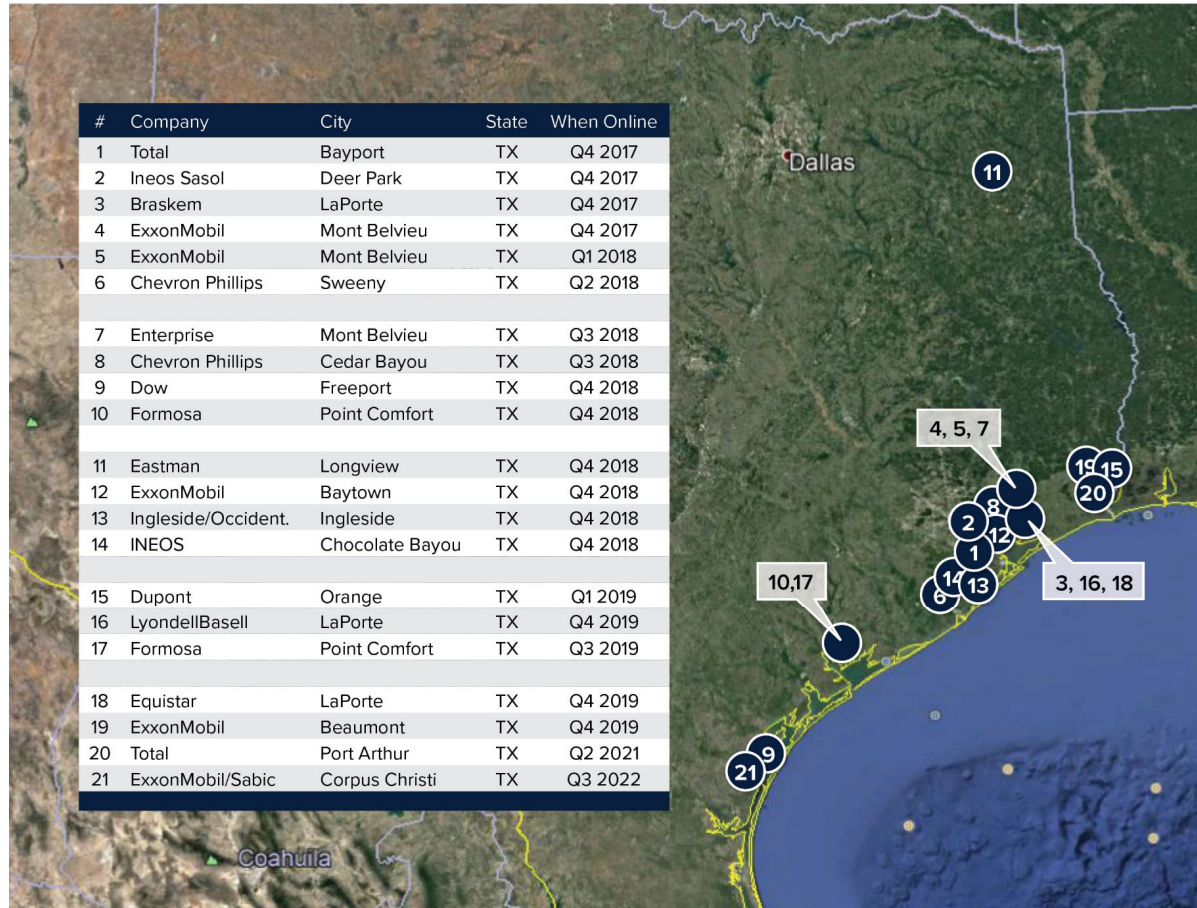 # Company City State When Online
1 Total Bayport TX Q4 2017
2 Ineos Sasol Deer Park TX Q4 2017
3 Braskem LaPorte TX Q4 2017
4 ExxonMobil Mont Belvieu TX Q4 2017
5 ExxonMobil Mont Belvieu TX Q1 2018
6 Chevron Phillips Sweeny TX Q2 2018
7 Enterprise Mont Belvieu TX Q3 2018
8 Chevron Phillips Cedar Bayou TX Q3 2018
9 Dow Freeport TX Q4 2018
10 Formosa Point Comfort TX Q4 2018
11 Eastman Longview TX Q4 2018
12 ExxonMobil Baytown TX Q4 2018
13 Ingleside/Occident. Ingleside TX Q4 2018
14 INEOS Chocolate Bayou TX Q4 2018
15 Dupont Orange TX Q1 2019
16 LyondellBasell LaPorte TX Q4 2019
17 Formosa Point Comfort TX Q3 2019
18 Equistar LaPorte TX Q4 2019
19 ExxonMobil Beaumont TX Q4 2019
20 Total Port Arthur TX Q2 2021
21 ExxonMobil/Sabic Corpus Christi TX Q3 2022
Dallas
11
4, 5, 7
19
15
20
8
2
12
1
14
13
6
3, 16, 18
10,17
9
21
Coahuila